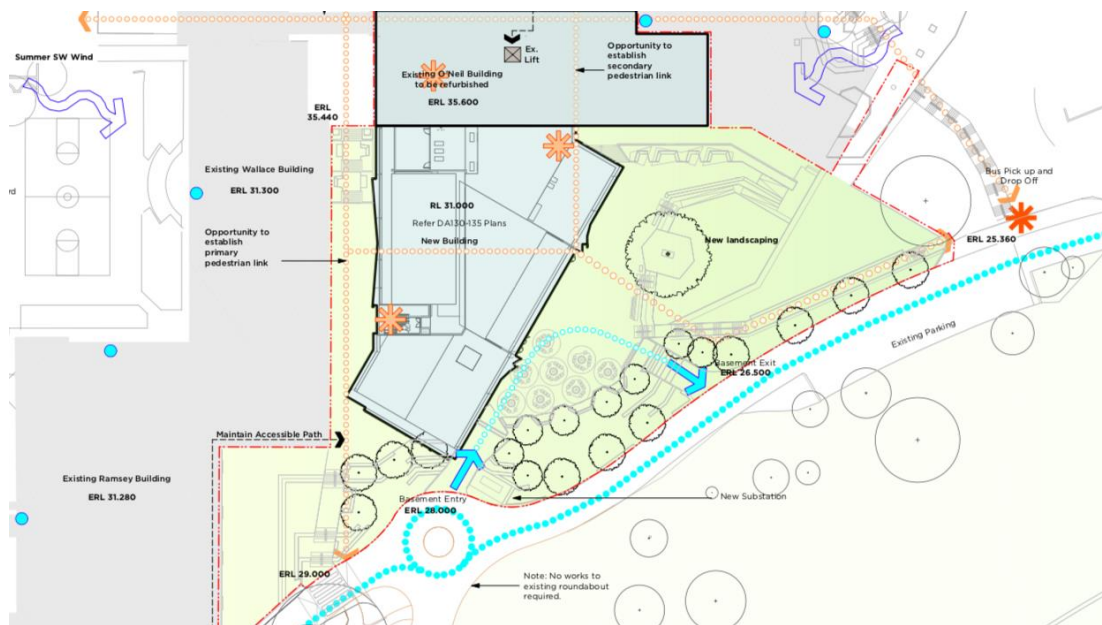 Summer SW Wind
Ex.
Lift
Opportunity to
establish
secondary
pedestrian link
Existing O'Neil Building
to be refurbished
ERL 35.600
ERL
35.440
Existing Wallace Building
ERL 31.300
rd
Opportunity to
establish
primary
pedestrian link
RL 31.000
Refer DA130-135 Plans
New Building
New landscaping
Bus Pick up and
Drop Off
ERL 25.360
Existing Parking
Basement Exit
ERL 26.500
Maintain Accessible Path
Existing Ramsey Building
ERL 31.280
Basement Entry
ERL 28.000
New Substation
ERL 29.000
Note: No works to
existing roundabout
required.